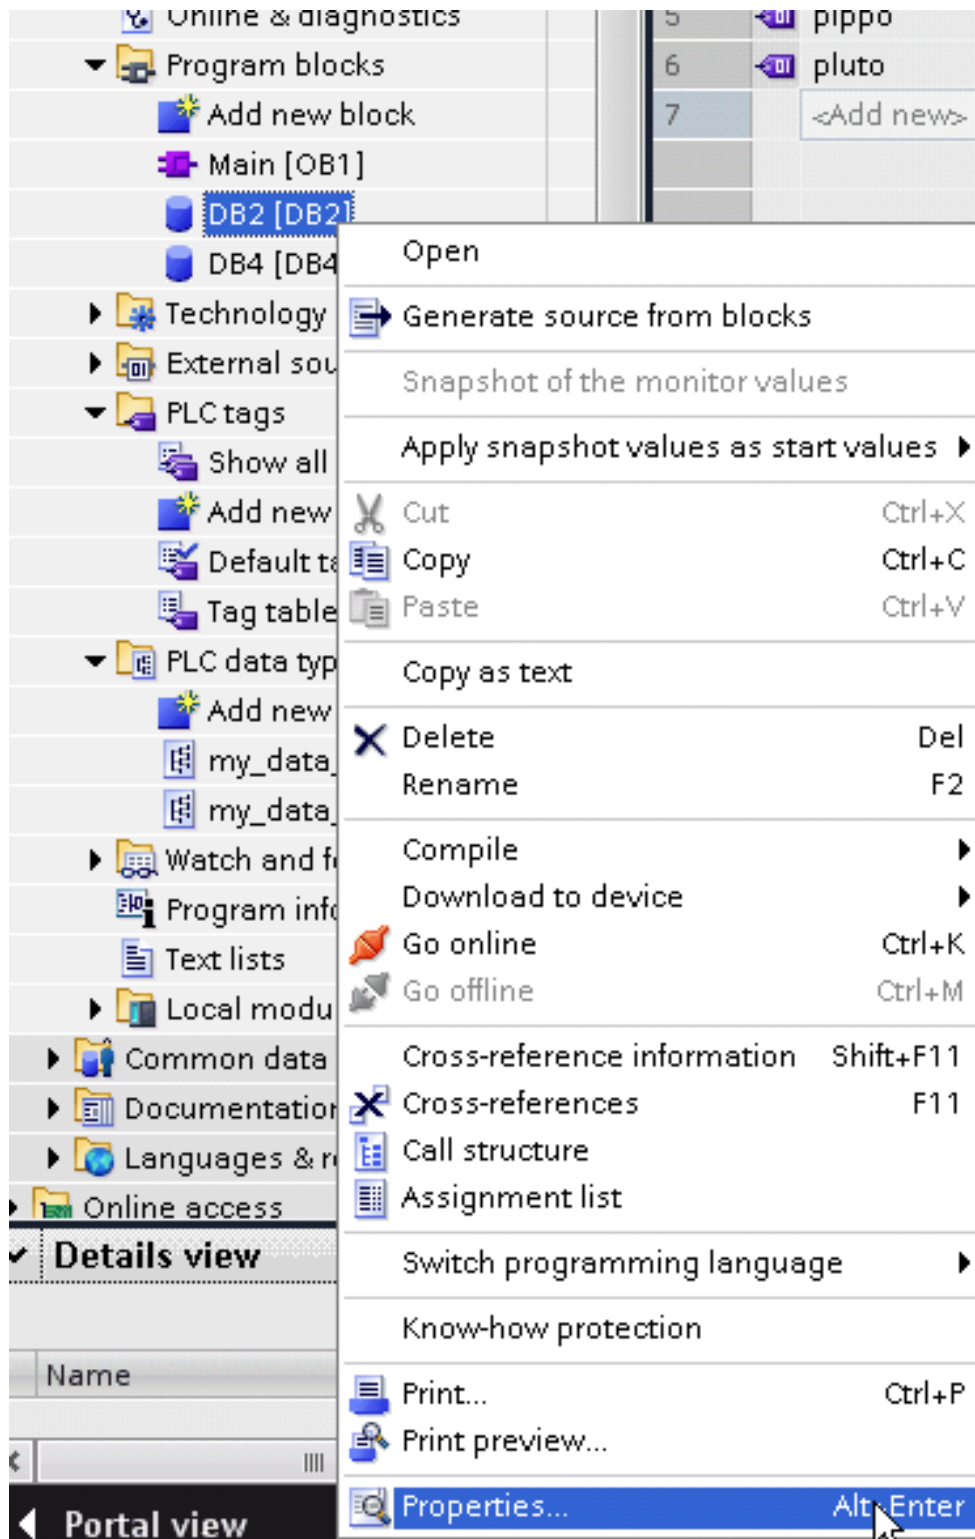 Online & diagnostics
Program blocks
Add new block
Main [OB1]
DB2 [DB2]
DB4 [DB4
Technology
External sou
PLC tags
Show all
Add new
Default ta
Tag table
PLC data typ
Add new
my_data_
my_data_
Watch and fo
Program info
Text lists
Local modu
Common data
Documentation
Languages & re
Online access
Details view
Name
Portal view
5 pippo
6 pluto
7 <Add new>
Open
Generate source from blocks
Snapshot of the monitor values
Apply snapshot values as start values
Cut Ctrl+X
Copy Ctrl+C
Paste Ctrl+V
Copy as text
Delete Del
Rename F2
Compile
Download to device
Go online Ctrl+K
Go offline Ctrl+M
Cross-reference information Shift+F11
Cross-references F11
Call structure
Assignment list
Switch programming language
Know-how protection
Print... Ctrl+P
Print preview...
Properties... Alt+Enter